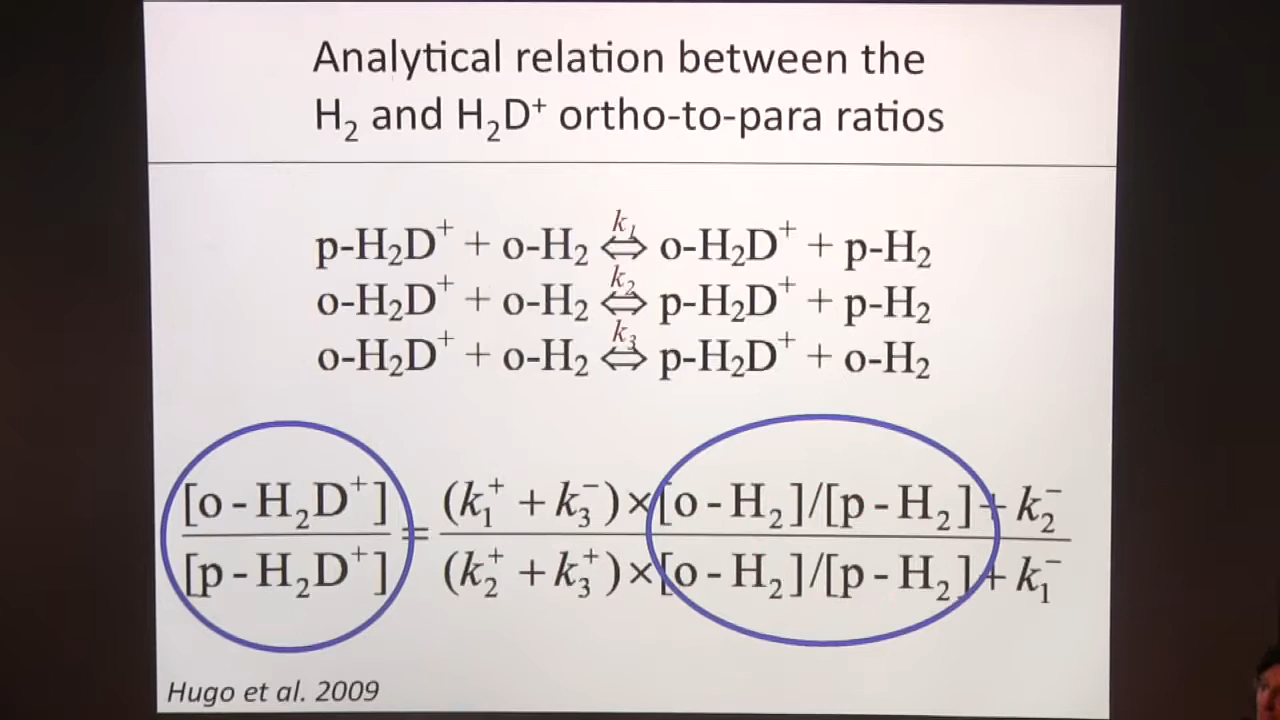 Analytical relation between the
H₂ and H₂D⁺ ortho-to-para ratios
p-H₂D⁺ + o-H₂ ⇔ o-H₂D⁺ + p-H₂
k₁
o-H₂D⁺ + o-H₂ ⇔ p-H₂D⁺ + p-H₂
k₂
o-H₂D⁺ + o-H₂ ⇔ p-H₂D⁺ + o-H₂
k₃
[o-H₂D⁺] / [p-H₂D⁺] = ((k₁⁺ + k₃⁻)×[o-H₂]/[p-H₂] + k₂⁻) / ((k₂⁺ + k₃⁺)×[o-H₂]/[p-H₂] + k₁⁻)
Hugo et al. 2009